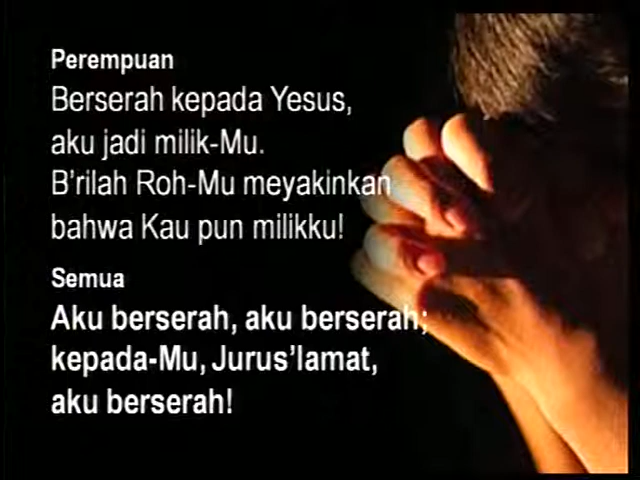 Perempuan
Berserah kepada Yesus,
aku jadi milik-Mu.
B'rilah Roh-Mu meyakinkan
bahwa Kau pun milikku!
Semua
Aku berserah, aku berserah;
kepada-Mu, Jurus'lamat,
aku berserah!